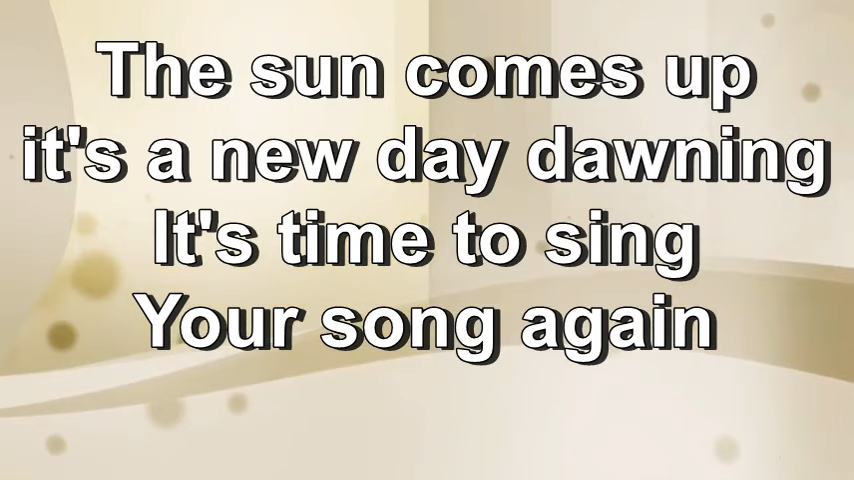 The sun comes up
it's a new day dawning
It's time to sing
Your song again